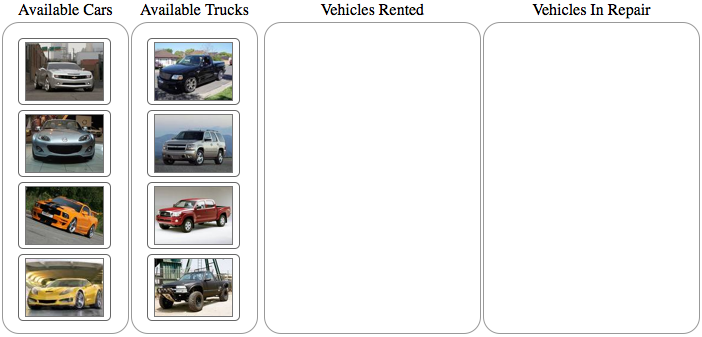 Available Cars
Available Trucks
Vehicles Rented
Vehicles In Repair